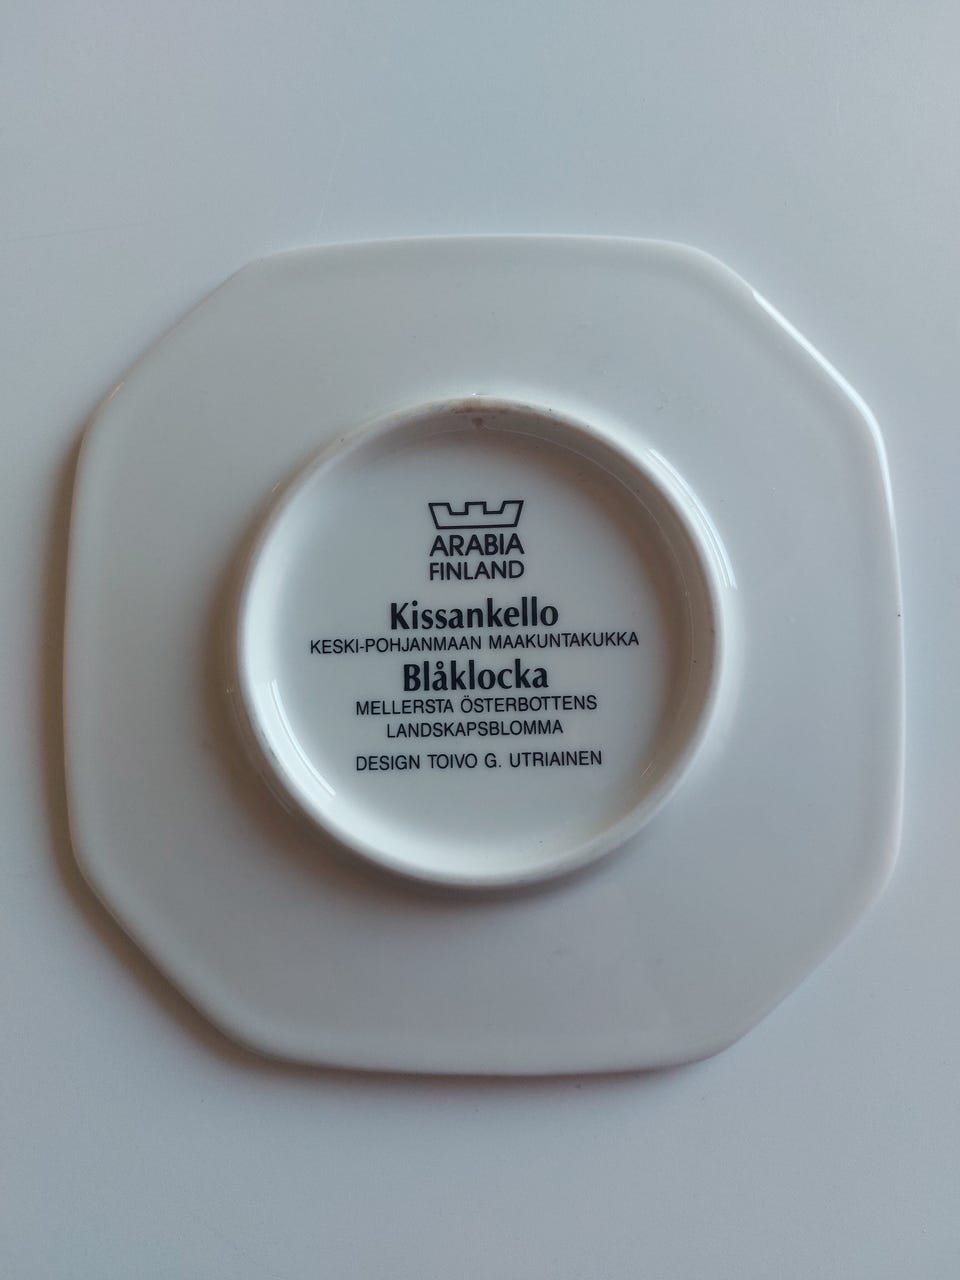 ARABIA
FINLAND
Kissankello
KESKI-POHJANMAAN MAAKUNTAKUKKA
Blåklocka
MELLERSTA ÖSTERBOTTENS
LANDSKAPSBLOMMA
DESIGN TOIVO G. UTRIAINEN